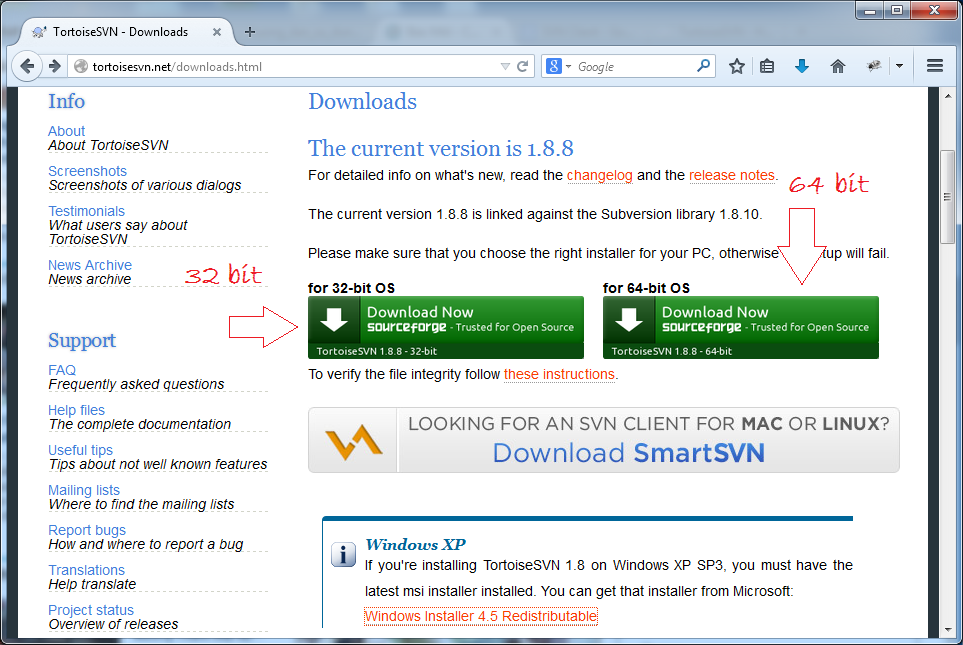 TortoiseSVN - Downloads
tortoisesvn.net/downloads.html
Google
Info
About
About TortoiseSVN
Screenshots
Screenshots of various dialogs
Testimonials
What users say about
TortoiseSVN
News Archive
News archive
32 bit
Support
FAQ
Frequently asked questions
Help files
The complete documentation
Useful tips
Tips about not well known features
Mailing lists
Where to find the mailing lists
Report bugs
How and where to report a bug
Translations
Help translate
Project status
Overview of releases
Downloads
The current version is 1.8.8
For detailed info on what's new, read the changelog and the release notes.
64 bit
The current version 1.8.8 is linked against the Subversion library 1.8.10.
Please make sure that you choose the right installer for your PC, otherwise tup will fail.
for 32-bit OS
Download Now
sourceforge - Trusted for Open Source
TortoiseSVN 1.8.8 - 32-bit
for 64-bit OS
Download Now
sourceforge - Trusted for Open Source
TortoiseSVN 1.8.8 - 64-bit
To verify the file integrity follow these instructions.
LOOKING FOR AN SVN CLIENT FOR MAC OR LINUX?
Download SmartSVN
Windows XP
If you're installing TortoiseSVN 1.8 on Windows XP SP3, you must have the
latest msi installer installed. You can get that installer from Microsoft:
Windows Installer 4.5 Redistributable